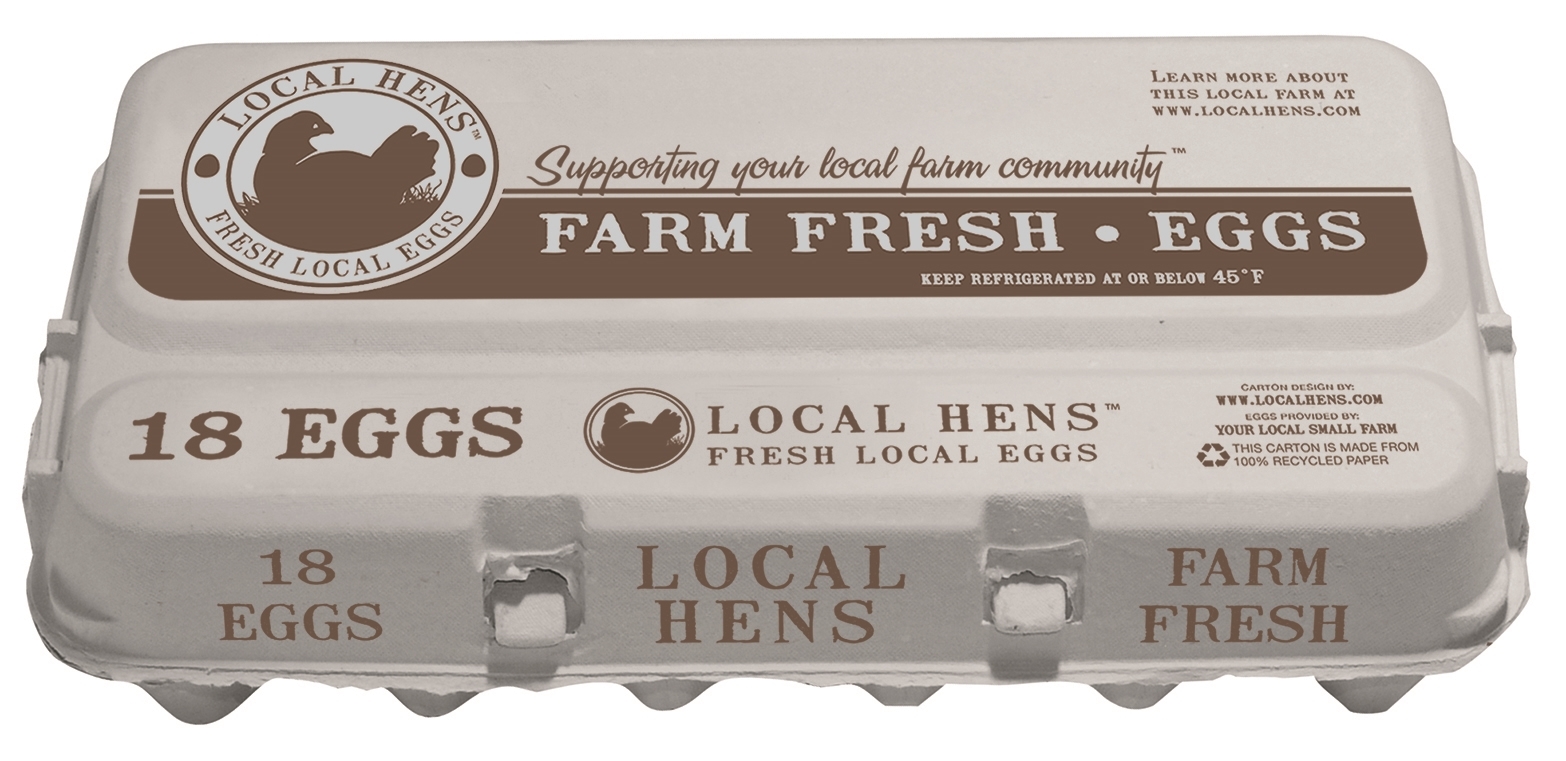 LOCAL HENS™
FRESH LOCAL EGGS
LEARN MORE ABOUT
THIS LOCAL FARM AT
WWW.LOCALHENS.COM
Supporting your local farm community™
FARM FRESH • EGGS
KEEP REFRIGERATED AT OR BELOW 45°F
18 EGGS
LOCAL HENS™
FRESH LOCAL EGGS
CARTON DESIGN BY:
WWW.LOCALHENS.COM
EGGS PROVIDED BY:
YOUR LOCAL SMALL FARM
THIS CARTON IS MADE FROM
100% RECYCLED PAPER
18
EGGS
LOCAL
HENS
FARM
FRESH